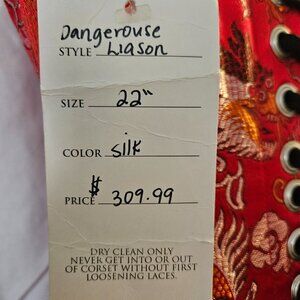 Dangerouse
STYLE Liason
SIZE 22"
COLOR silk
PRICE $ 309.99
DRY CLEAN ONLY
NEVER GET INTO OR OUT
OF CORSET WITHOUT FIRST
LOOSENING LACES.